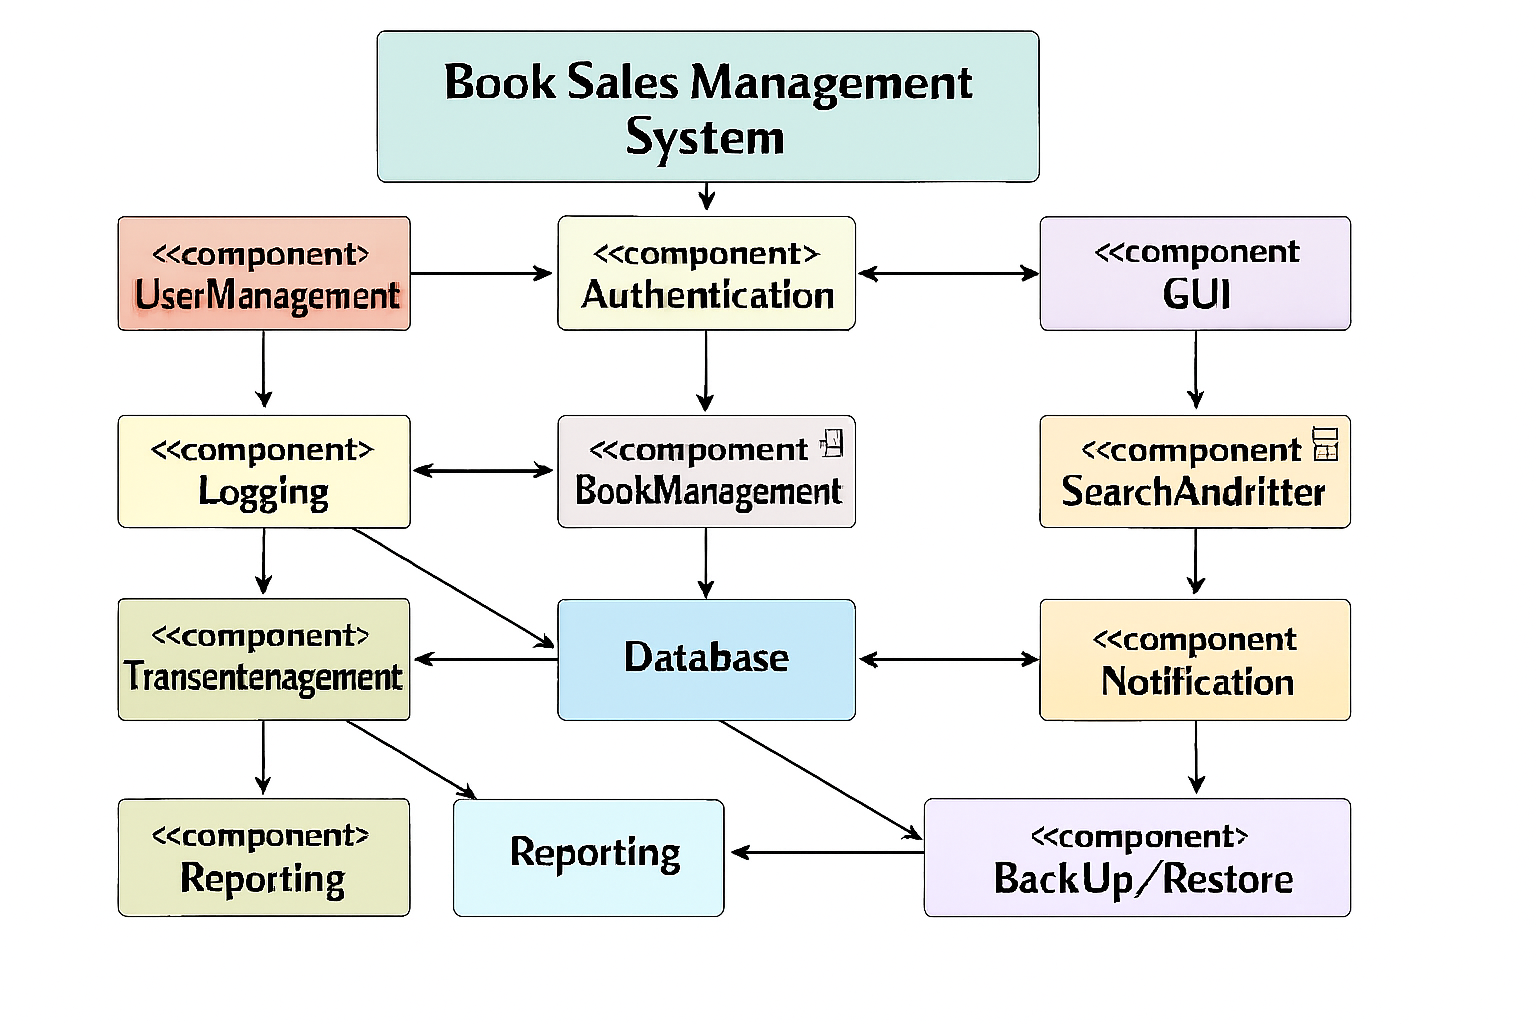 Book Sales Management
System
<<component>
UserManagement
<<component>
Authentication
<<component
GUI
<<component>
Logging
<<compoment
BookManagement
<<cormponent
SearchAndritter
<<component>
Transentenagement
Database
<<component
Notification
<<component>
Reporting
Reporting
<<component>
BackUp/Restore